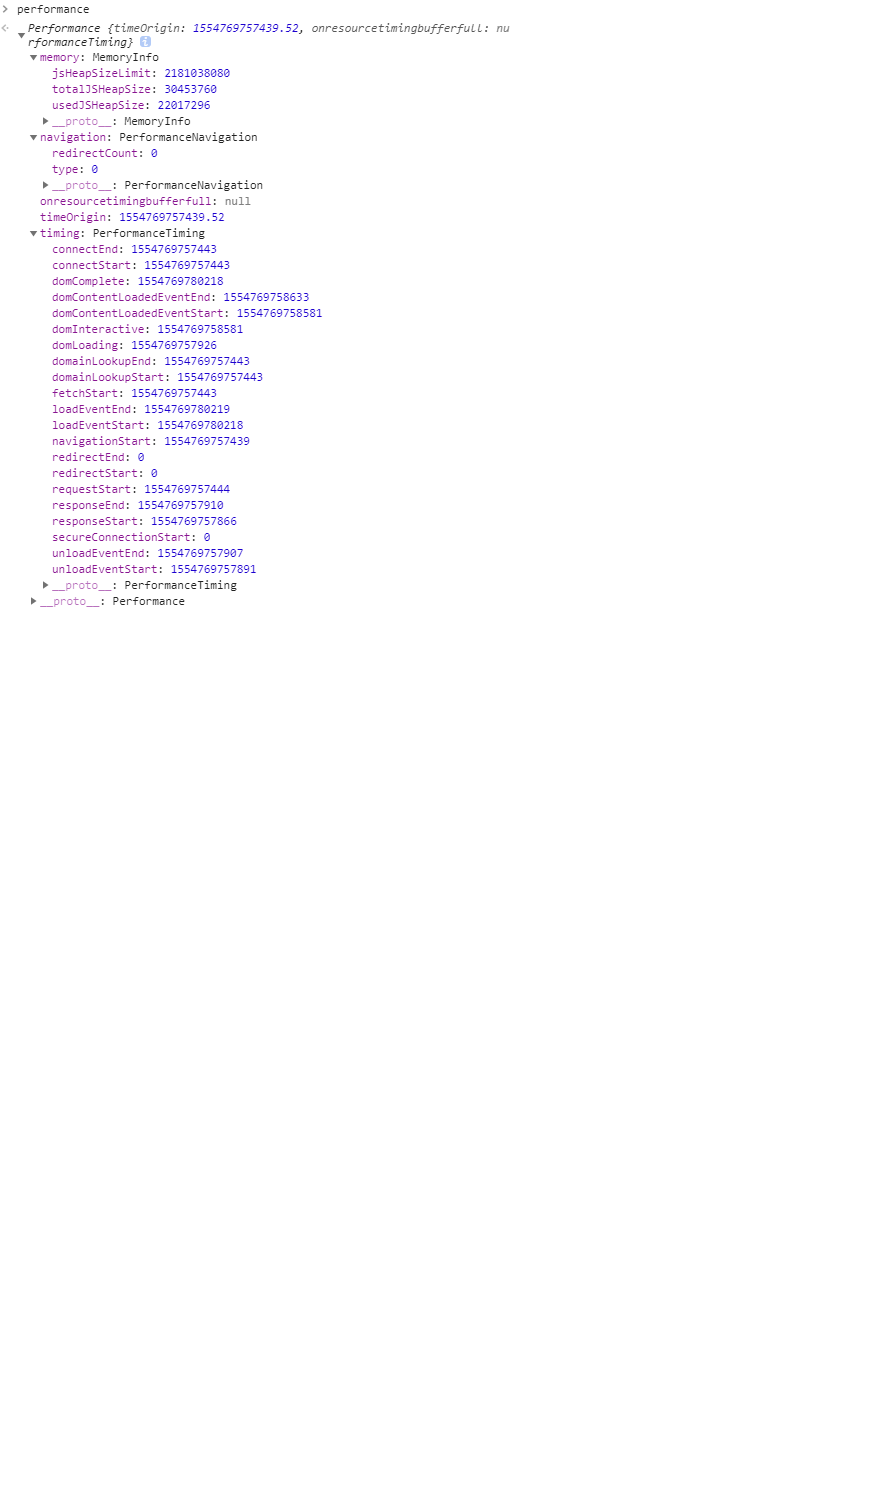 performance
Performance {timeOrigin: 1554769757439.52, onresourcetimingbufferfull: nu
rformanceTiming}
memory: MemoryInfo
jsHeapSizeLimit: 2181038080
totalJSHeapSize: 30453760
usedJSHeapSize: 22017296
__proto__: MemoryInfo
navigation: PerformanceNavigation
redirectCount: 0
type: 0
__proto__: PerformanceNavigation
onresourcetimingbufferfull: null
timeOrigin: 1554769757439.52
timing: PerformanceTiming
connectEnd: 1554769757443
connectStart: 1554769757443
domComplete: 1554769780218
domContentLoadedEventEnd: 1554769758633
domContentLoadedEventStart: 1554769758581
domInteractive: 1554769758581
domLoading: 1554769757926
domainLookupEnd: 1554769757443
domainLookupStart: 1554769757443
fetchStart: 1554769757443
loadEventEnd: 1554769780219
loadEventStart: 1554769780218
navigationStart: 1554769757439
redirectEnd: 0
redirectStart: 0
requestStart: 1554769757444
responseEnd: 1554769757910
responseStart: 1554769757866
secureConnectionStart: 0
unloadEventEnd: 1554769757907
unloadEventStart: 1554769757891
__proto__: PerformanceTiming
__proto__: Performance